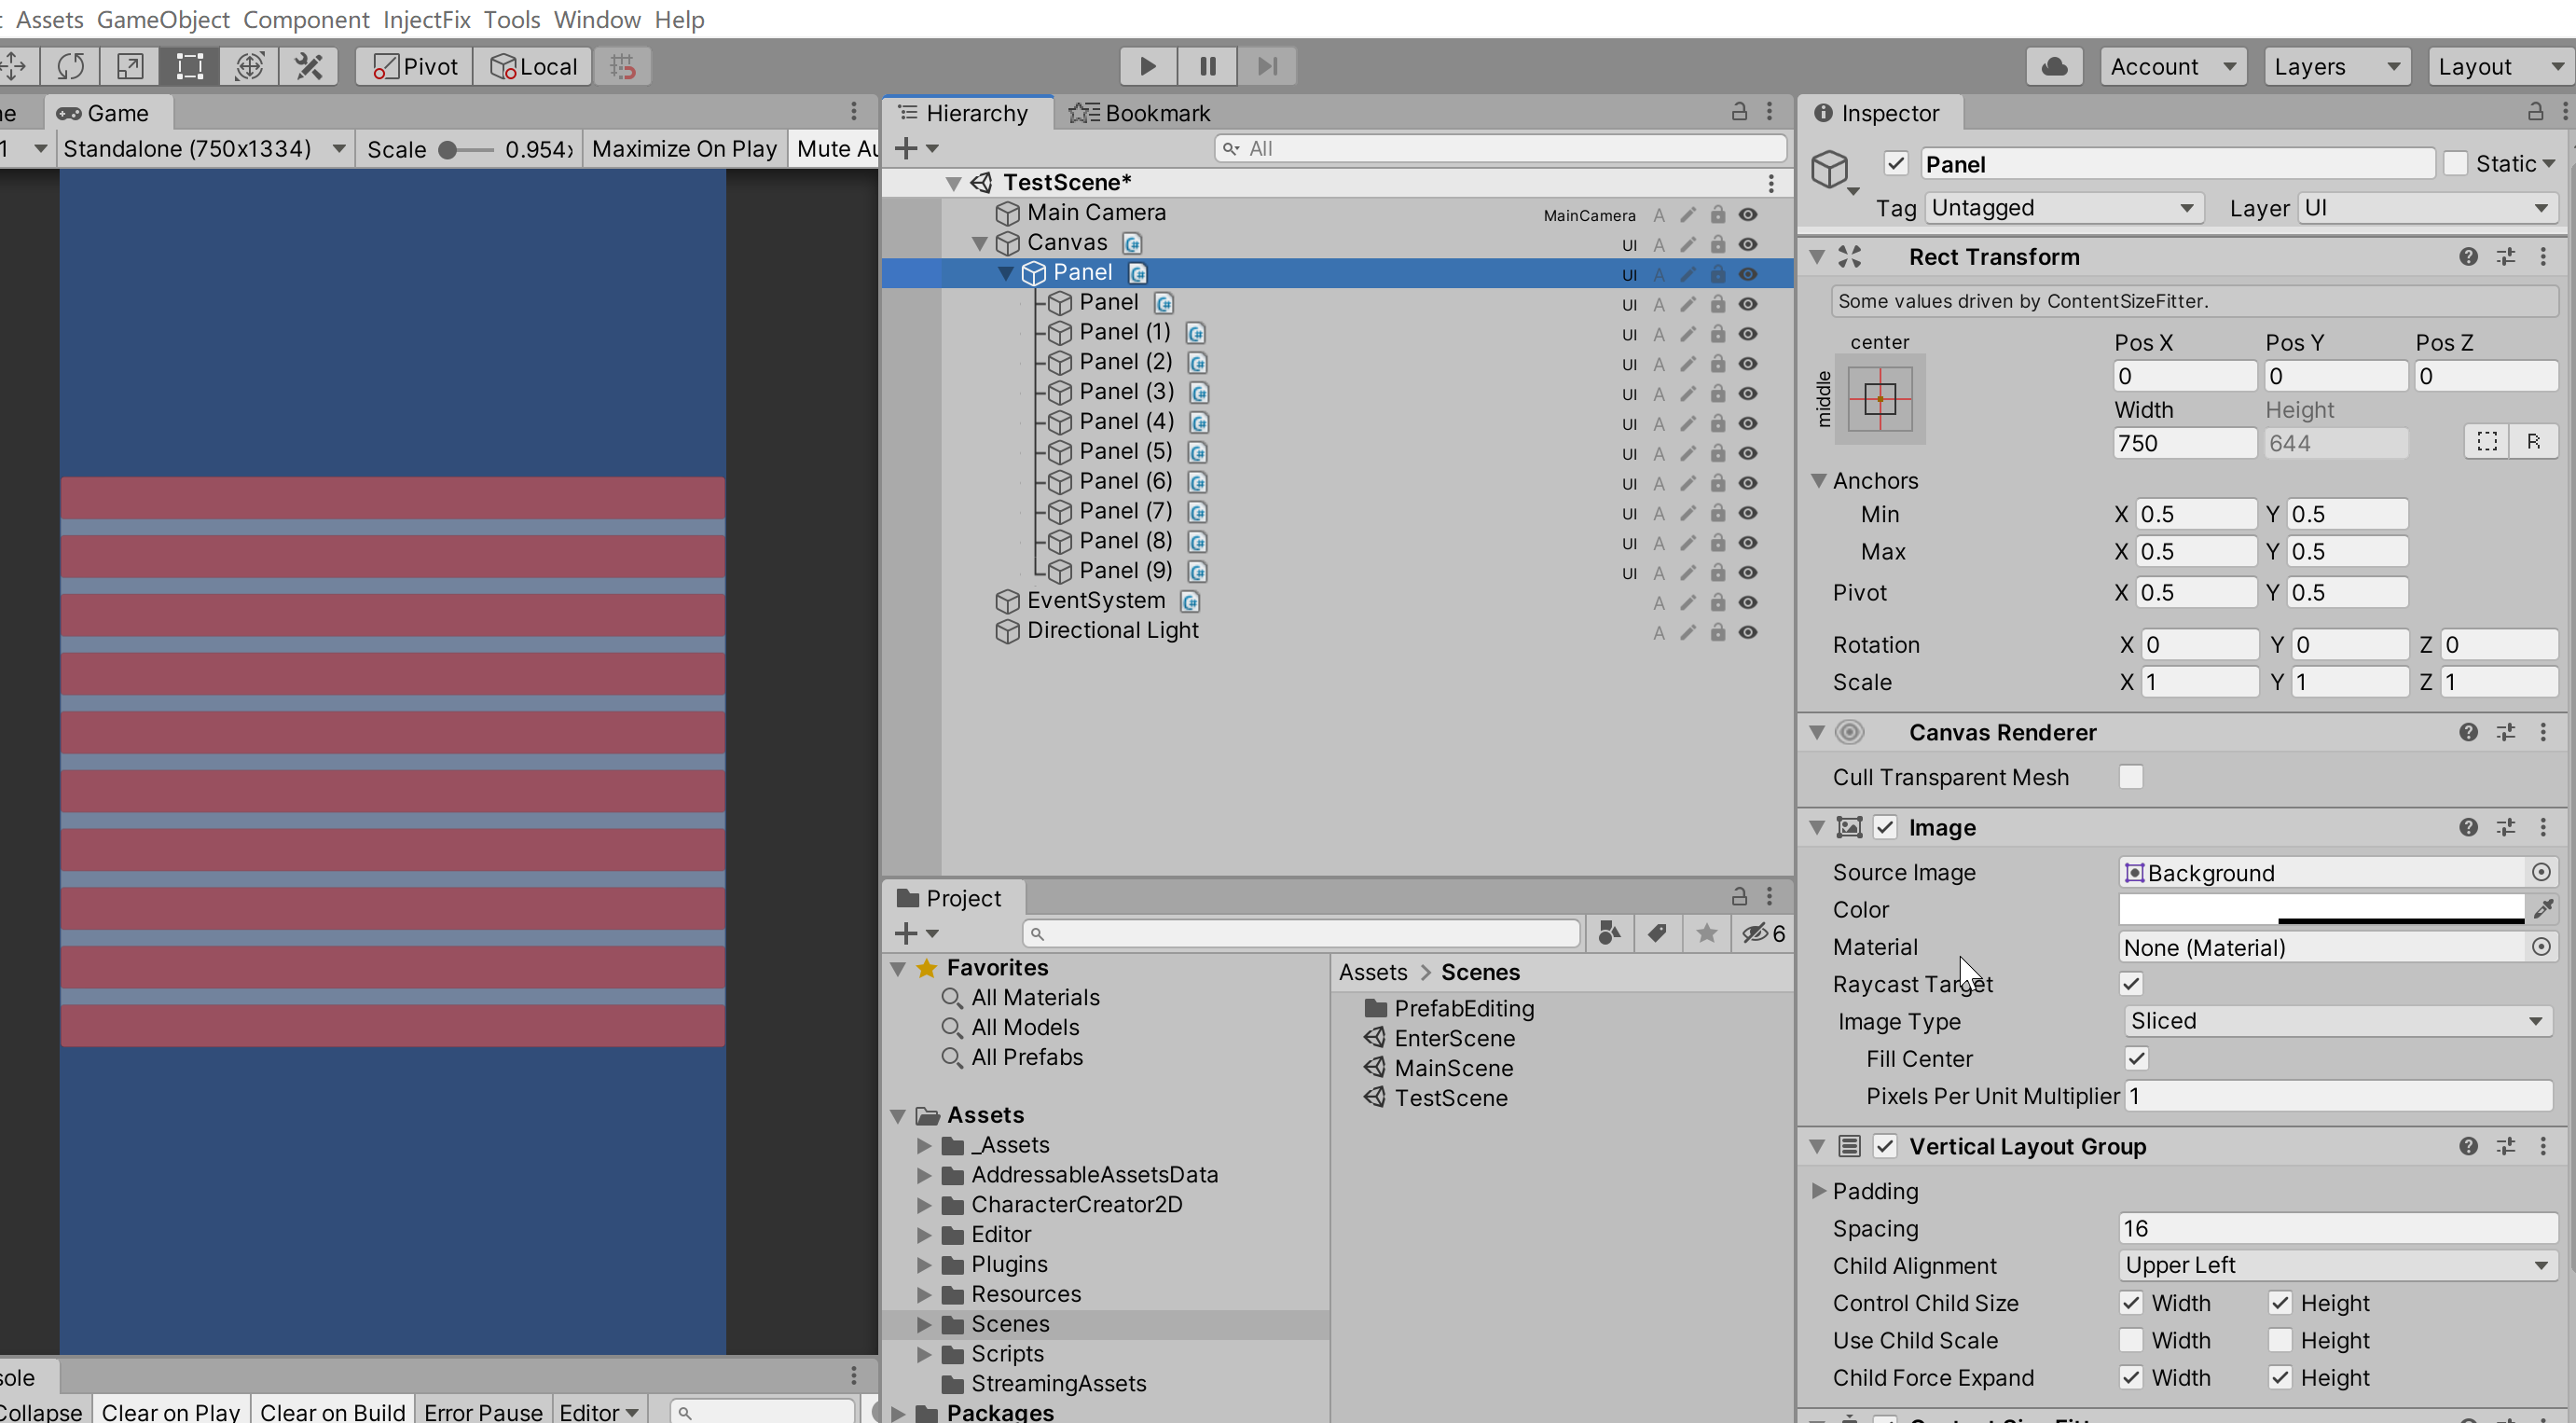 Assets GameObject Component InjectFix Tools Window Help
Pivot Local Account Layers Layout
Game
Standalone (750x1334) Scale 0.954x Maximize On Play Mute Au
Hierarchy Bookmark
All
TestScene*
Main Camera MainCamera A
Canvas UI A
Panel UI A
Panel UI A
Panel (1) UI A
Panel (2) UI A
Panel (3) UI A
Panel (4) UI A
Panel (5) UI A
Panel (6) UI A
Panel (7) UI A
Panel (8) UI A
Panel (9) UI A
EventSystem A
Directional Light A
Project
6
Favorites
All Materials
All Models
All Prefabs
Assets
_Assets
AddressableAssetsData
CharacterCreator2D
Editor
Plugins
Resources
Scenes
Scripts
StreamingAssets
Packages
Assets > Scenes
PrefabEditing
EnterScene
MainScene
TestScene
sole
Collapse Clear on Play Clear on Build Error Pause Editor
Inspector
Panel Static
Tag Untagged Layer UI
Rect Transform
Some values driven by ContentSizeFitter.
center Pos X Pos Y Pos Z
middle 0 0 0
Width Height
750 644 R
Anchors
Min X 0.5 Y 0.5
Max X 0.5 Y 0.5
Pivot X 0.5 Y 0.5
Rotation X 0 Y 0 Z 0
Scale X 1 Y 1 Z 1
Canvas Renderer
Cull Transparent Mesh
Image
Source Image Background
Color
Material None (Material)
Raycast Target
Image Type Sliced
Fill Center
Pixels Per Unit Multiplier 1
Vertical Layout Group
Padding
Spacing 16
Child Alignment Upper Left
Control Child Size Width Height
Use Child Scale Width Height
Child Force Expand Width Height